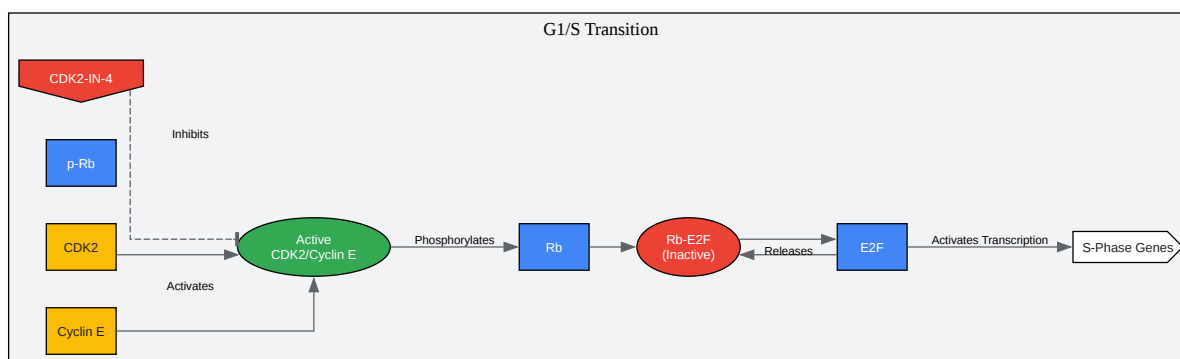 G1/S Transition
CDK2-IN-4
Inhibits
p-Rb
CDK2
Active
CDK2/Cyclin E
Phosphorylates
Rb
Rb-E2F
(Inactive)
Releases
E2F
Activates Transcription
S-Phase Genes
Activates
Cyclin E